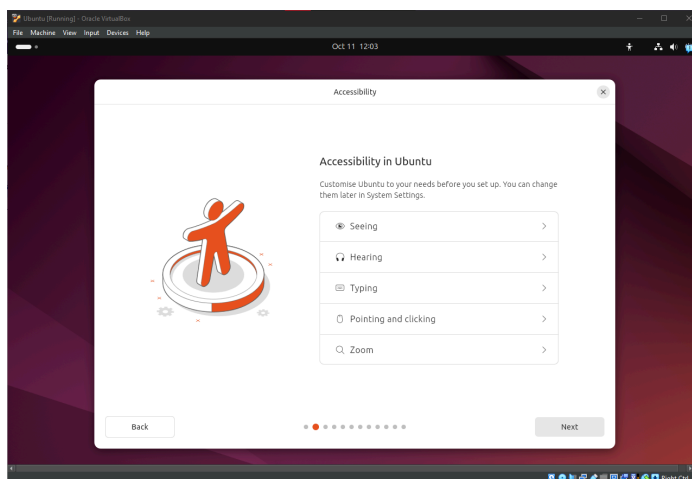 Ubuntu [Running] - Oracle VirtualBox
File Machine View Input Devices Help
Oct 11 12:03
Accessibility
Accessibility in Ubuntu
Customise Ubuntu to your needs before you set up. You can change
them later in System Settings.
Seeing
Hearing
Typing
Pointing and clicking
Zoom
Back
Next
Right Ctrl